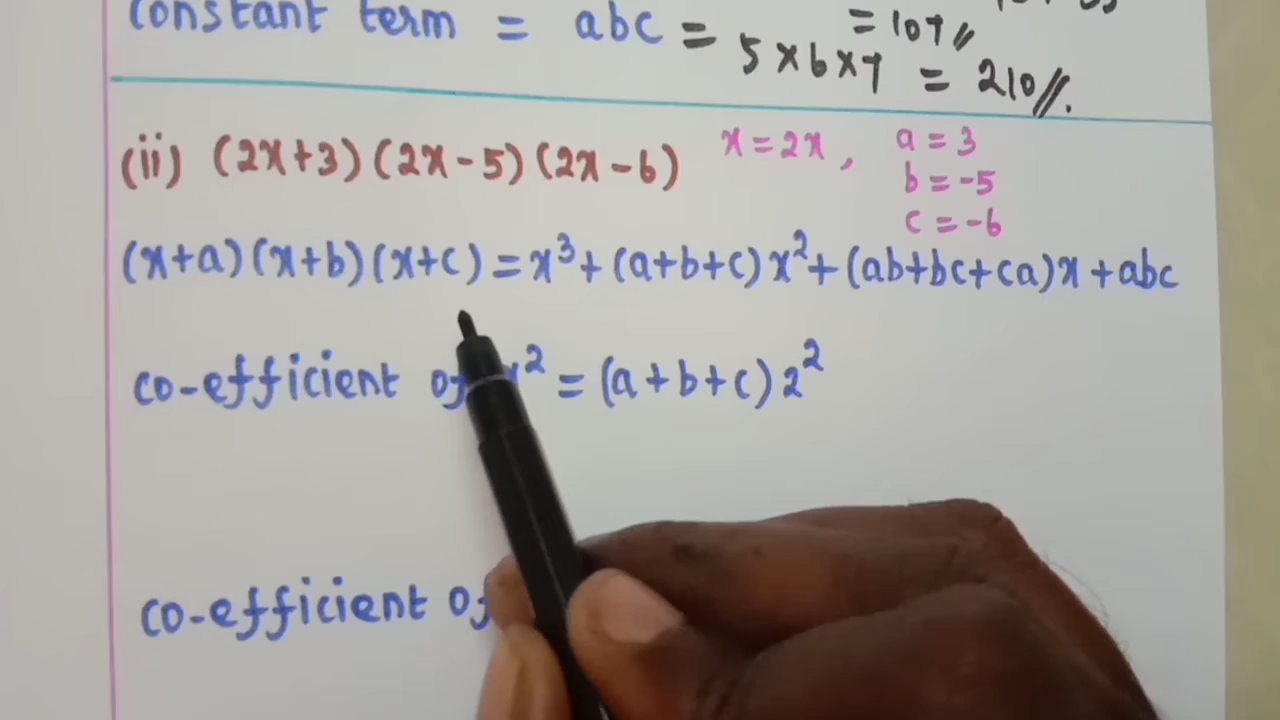 constant term = abc = 5×6×7 = 210//.
= 107//
(ii) (2x+3)(2x-5)(2x-6) x=2x, a=3
b=-5
c=-6
(x+a)(x+b)(x+c)=x³+(a+b+c)x²+(ab+bc+ca)x+abc
co-efficient of x² = (a+b+c)2²
co-efficient of